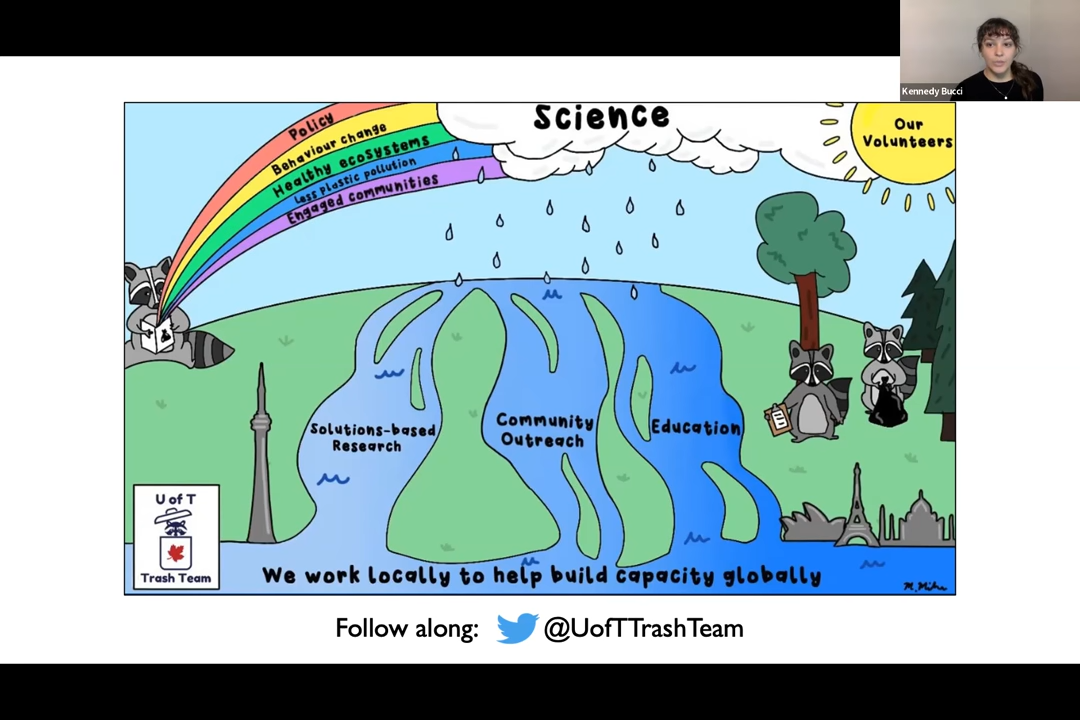 Kennedy Bucci
Science
Our
Volunteers
Policy
Behaviour change
Healthy ecosystems
Less plastic pollution
Engaged communities
Solutions-based
Research
Community
Outreach
Education
U of T
Trash Team
We work locally to help build capacity globally
Follow along: @UofTTrashTeam